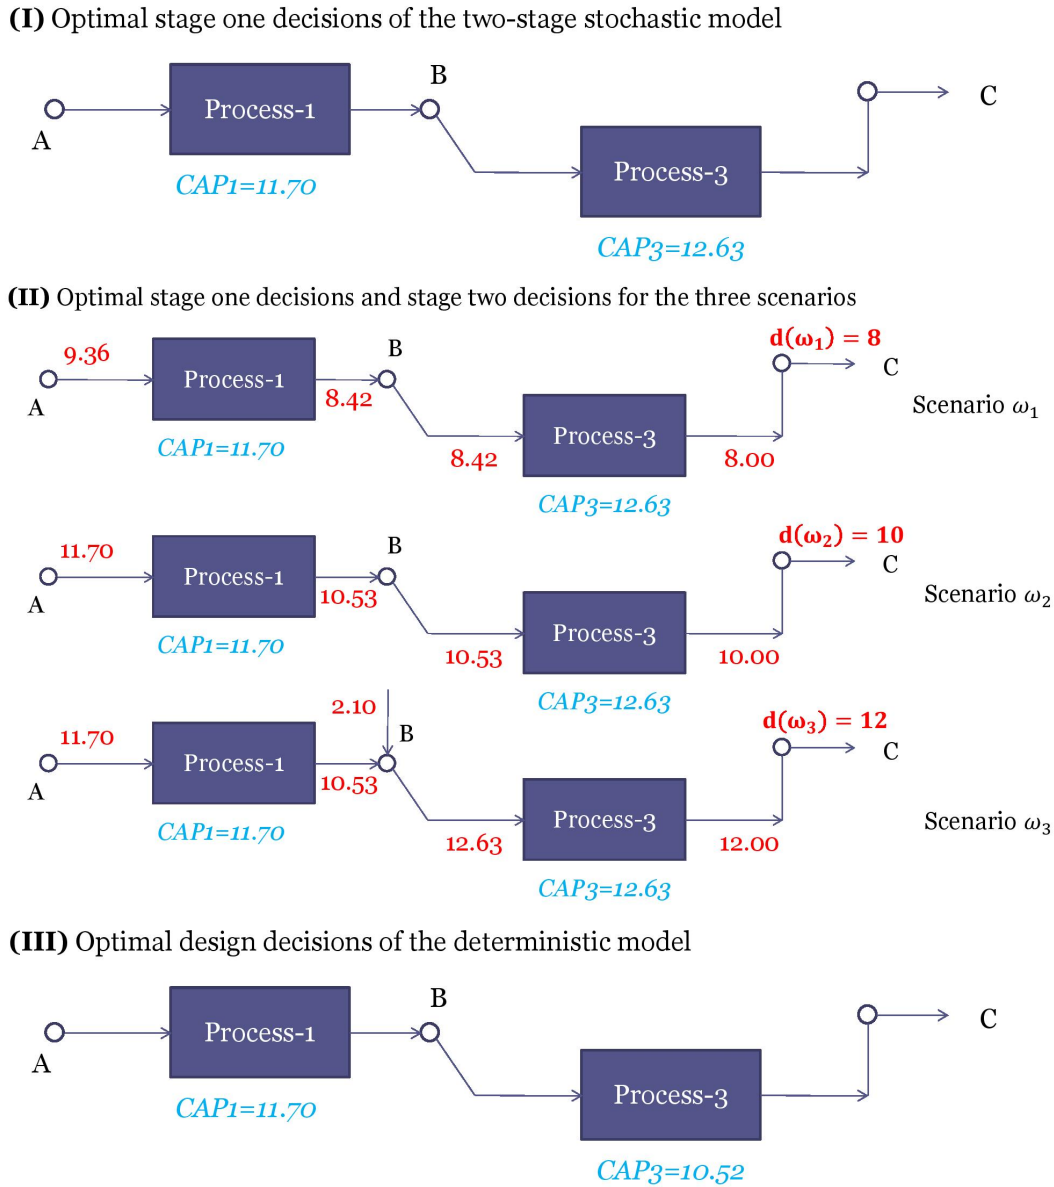 (I) Optimal stage one decisions of the two-stage stochastic model
B
Process-1
C
A
Process-3
CAP1=11.70
CAP3=12.63
(II) Optimal stage one decisions and stage two decisions for the three scenarios
d(ω₁) = 8
9.36
B
Process-1
C
8.42
A
Scenario ω₁
Process-3
CAP1=11.70
8.42
8.00
CAP3=12.63
d(ω₂) = 10
11.70
B
Process-1
C
10.53
A
Scenario ω₂
Process-3
CAP1=11.70
10.53
10.00
CAP3=12.63
2.10
d(ω₃) = 12
11.70
B
Process-1
C
10.53
A
Scenario ω₃
Process-3
CAP1=11.70
12.63
12.00
CAP3=12.63
(III) Optimal design decisions of the deterministic model
B
Process-1
C
A
Process-3
CAP1=11.70
CAP3=10.52